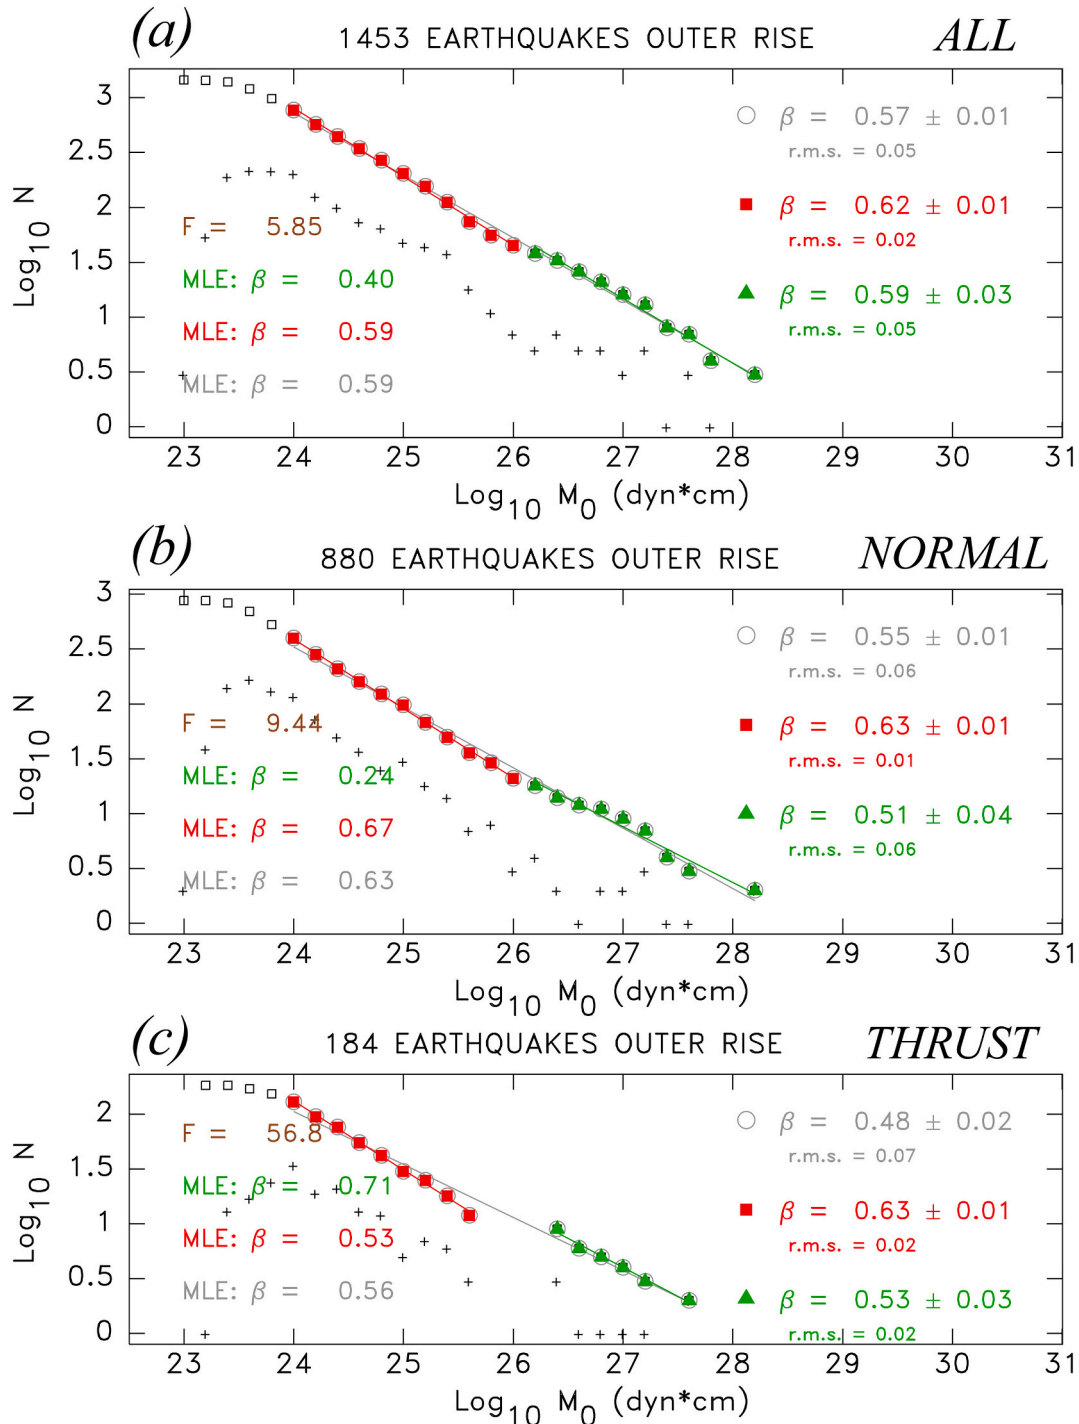 (a) 1453 EARTHQUAKES OUTER RISE ALL
3
2.5
2
1.5
1
0.5
0
Log10 N
β = 0.57 ± 0.01
r.m.s. = 0.05
β = 0.62 ± 0.01
r.m.s. = 0.02
β = 0.59 ± 0.03
r.m.s. = 0.05
F = 5.85
MLE: β = 0.40
MLE: β = 0.59
MLE: β = 0.59
23 24 25 26 27 28 29 30 31
Log10 M0 (dyn*cm)
(b) 880 EARTHQUAKES OUTER RISE NORMAL
3
2.5
2
1.5
1
0.5
0
Log10 N
β = 0.55 ± 0.01
r.m.s. = 0.06
β = 0.63 ± 0.01
r.m.s. = 0.01
β = 0.51 ± 0.04
r.m.s. = 0.06
F = 9.44
MLE: β = 0.24
MLE: β = 0.67
MLE: β = 0.63
23 24 25 26 27 28 29 30 31
Log10 M0 (dyn*cm)
(c) 184 EARTHQUAKES OUTER RISE THRUST
2
1.5
1
0.5
0
Log10 N
β = 0.48 ± 0.02
r.m.s. = 0.07
β = 0.63 ± 0.01
r.m.s. = 0.02
β = 0.53 ± 0.03
r.m.s. = 0.02
F = 56.8
MLE: β = 0.71
MLE: β = 0.53
MLE: β = 0.56
23 24 25 26 27 28 29 30 31
Log10 M0 (dyn*cm)